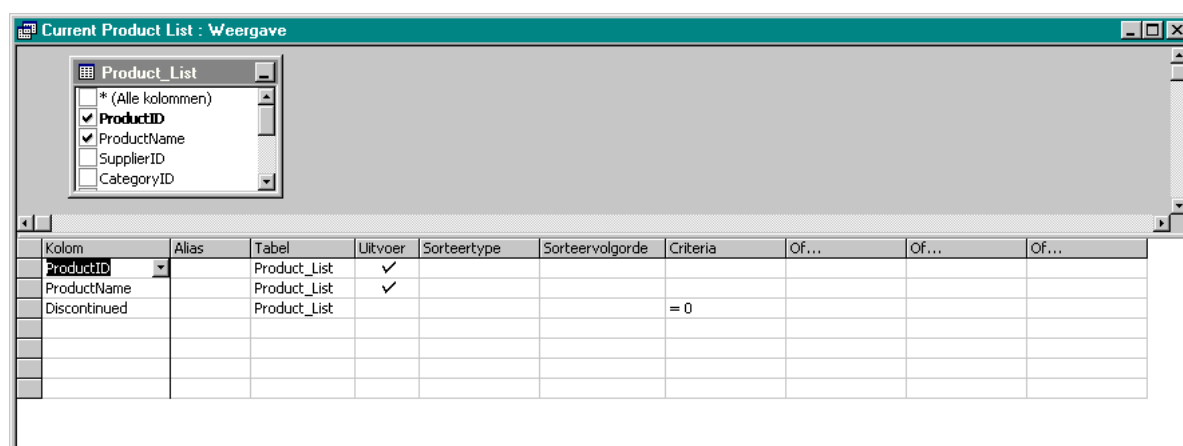 Current Product List : Weergave
Product_List
* (Alle kolommen)
ProductID
ProductName
SupplierID
CategoryID
Kolom Alias Tabel Uitvoer Sorteertype Sorteervolgorde Criteria Of... Of... Of...
ProductID Product_List
ProductName Product_List
Discontinued Product_List = 0